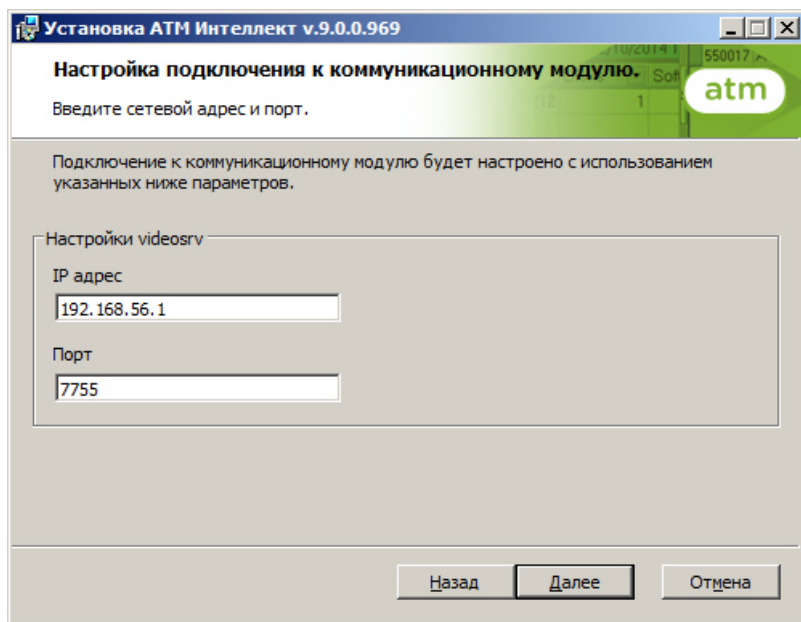 Установка АТМ Интеллект v.9.0.0.969
Настройка подключения к коммуникационному модулю.
Введите сетевой адрес и порт.
550017
atm
1
Подключение к коммуникационному модулю будет настроено с использованием
указанных ниже параметров.
Настройки videosrv
IP адрес
192.168.56.1
Порт
7755
Назад
Далее
Отмена